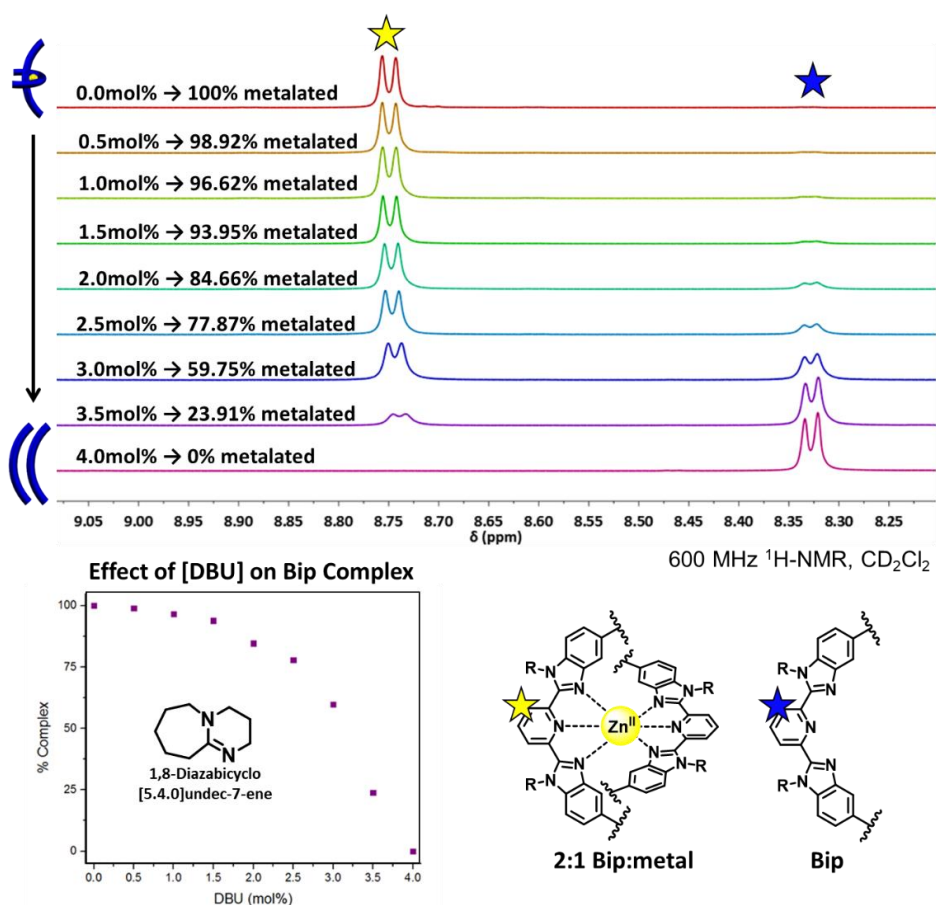 0.0mol% → 100% metalated
0.5mol% → 98.92% metalated
1.0mol% → 96.62% metalated
1.5mol% → 93.95% metalated
2.0mol% → 84.66% metalated
2.5mol% → 77.87% metalated
3.0mol% → 59.75% metalated
3.5mol% → 23.91% metalated
4.0mol% → 0% metalated
9.05 9.00 8.95 8.90 8.85 8.80 8.75 8.70 8.65 8.60 8.55 8.50 8.45 8.40 8.35 8.30 8.25
δ (ppm)
600 MHz ¹H-NMR, CD₂Cl₂
Effect of [DBU] on Bip Complex
100
75
50
25
0
% Complex
N
N
1,8-Diazabicyclo
[5.4.0]undec-7-ene
0.0 0.5 1.0 1.5 2.0 2.5 3.0 3.5 4.0
DBU (mol%)
R
N
N
N
N
N
R
Zn^II
N
N
R
N
N
N
R
2:1 Bip:metal
R
N
N
N
N
R
N
Bip